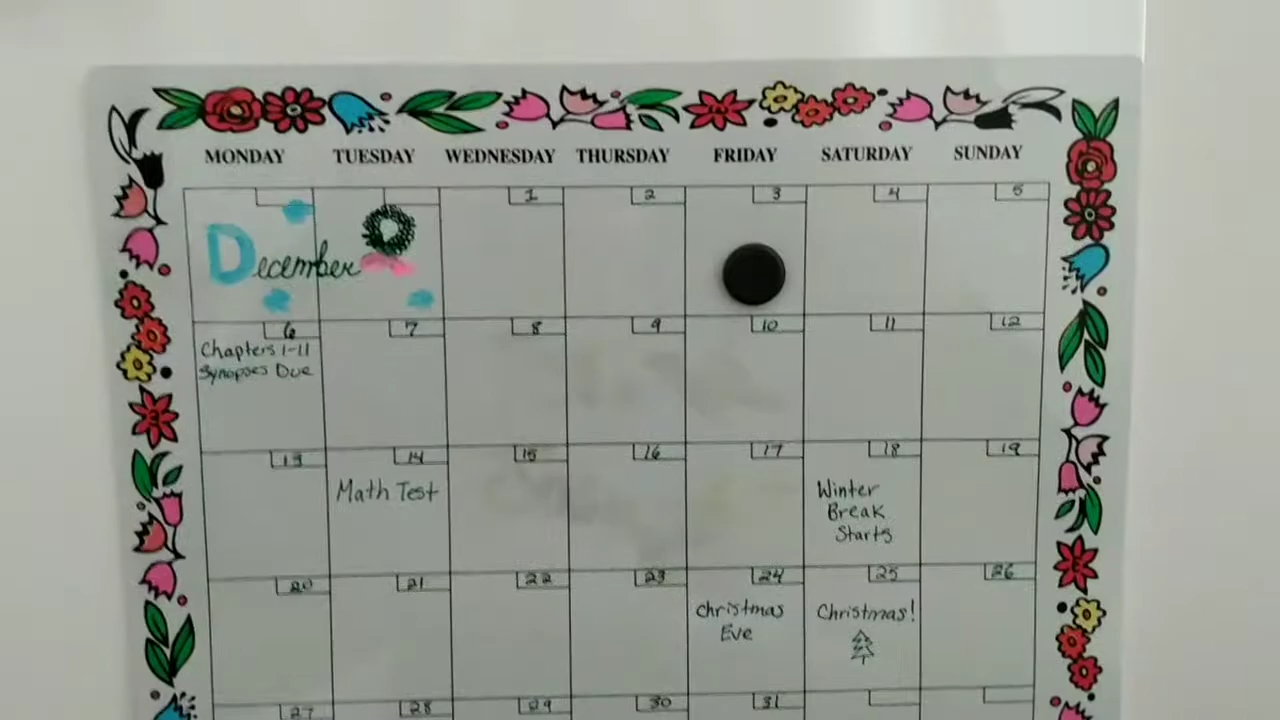 MONDAY TUESDAY WEDNESDAY THURSDAY FRIDAY SATURDAY SUNDAY
1 2 3 4 5
December
6 7 8 9 10 11 12
Chapters 1-11
Synopses Due
13 14 15 16 17 18 19
Math Test
Winter
Break
Starts
20 21 22 23 24 25 26
Christmas
Eve
Christmas!
27 28 29 30 31